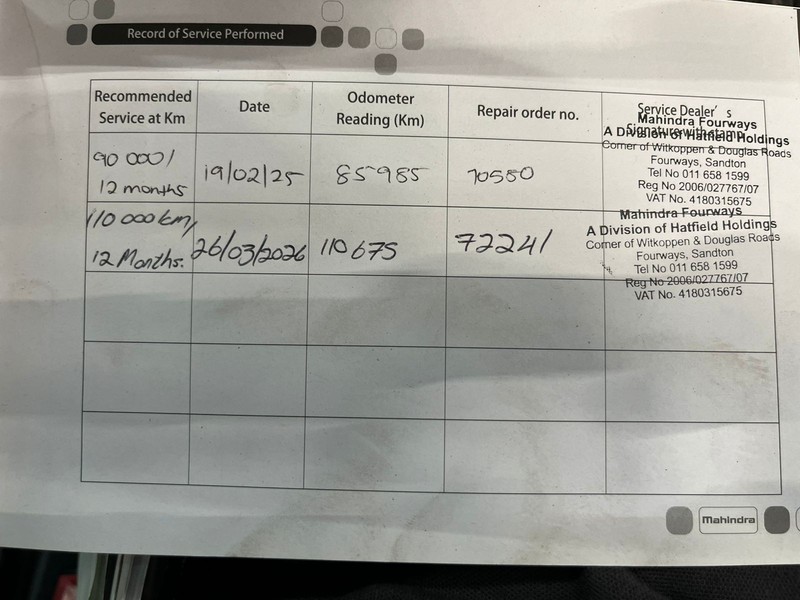 Record of Service Performed
Recommended
Service at Km
Date
Odometer
Reading (Km)
Repair order no.
Service Dealer's
Signature with stamp
90 000/
12 months
19/02/25
85985
70580
Mahindra Fourways
A Division of Hatfield Holdings
Corner of Witkoppen & Douglas Roads
Fourways, Sandton
Tel No 011 658 1599
Reg No 2006/027767/07
VAT No. 4180315675
110 000 km/
12 Months.
26/03/2026
110675
72241
Mahindra Fourways
A Division of Hatfield Holdings
Corner of Witkoppen & Douglas Roads
Fourways, Sandton
Tel No 011 658 1599
Reg No 2006/027767/07
VAT No. 4180315675
Mahindra